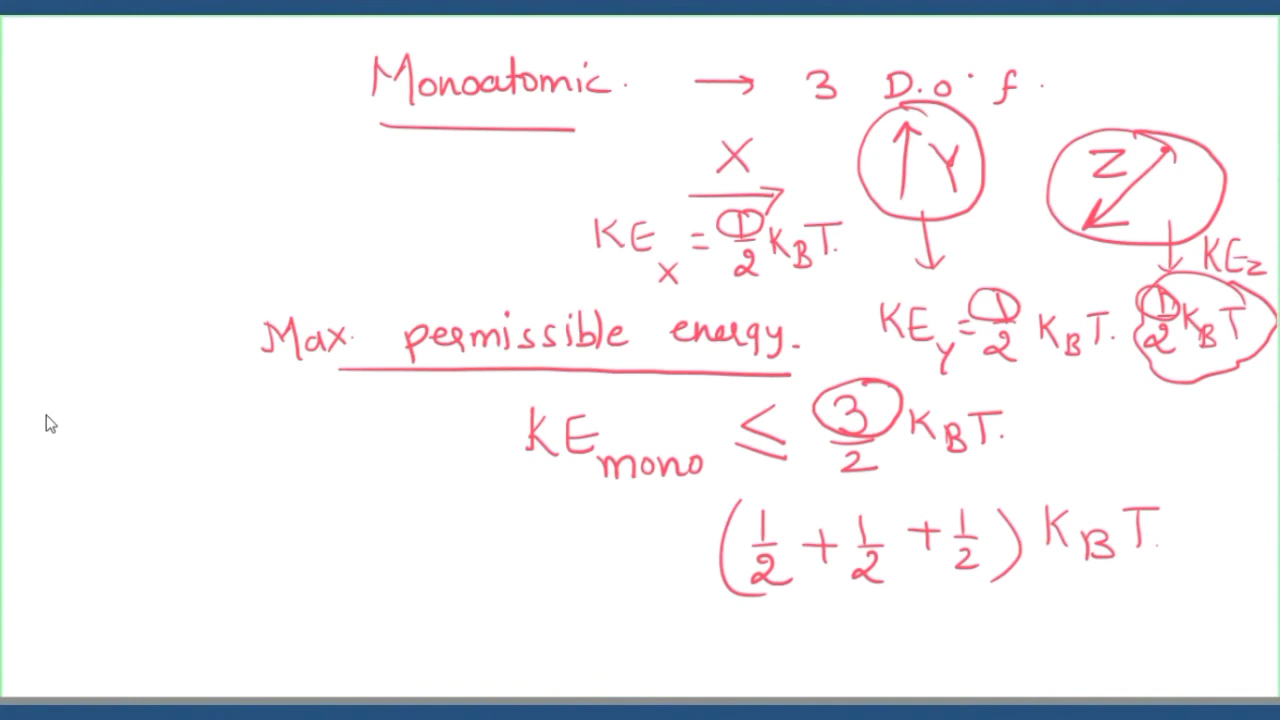 Monoatomic. → 3 D.o.f.
X Y Z
KE_x = 1/2 K_B T.
KE_z
KE_y = 1/2 K_B T. 1/2 K_B T
Max. permissible energy.
KE_mono ≤ 3/2 K_B T.
(1/2 + 1/2 + 1/2) K_B T.